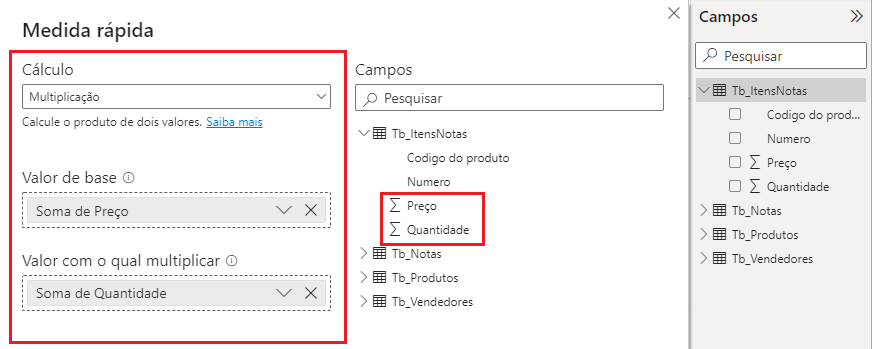 Medida rápida
Cálculo
Multiplicação
Calcule o produto de dois valores. Saiba mais
Valor de base
Soma de Preço
Valor com o qual multiplicar
Soma de Quantidade
Campos
Pesquisar
Tb_ItensNotas
Codigo do produto
Numero
Preço
Quantidade
Tb_Notas
Tb_Produtos
Tb_Vendedores
Campos
Pesquisar
Tb_ItensNotas
Codigo do prod...
Numero
Preço
Quantidade
Tb_Notas
Tb_Produtos
Tb_Vendedores